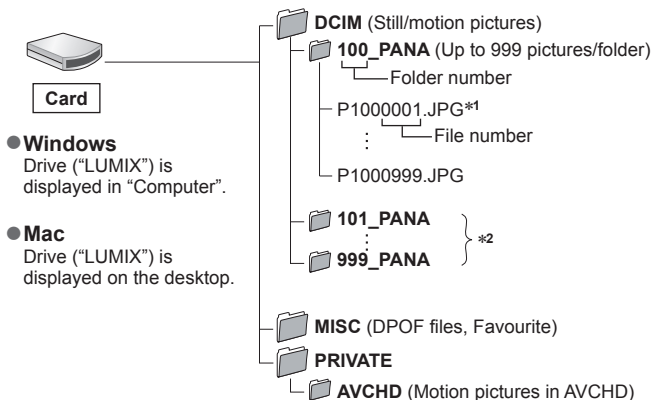 Card
●Windows
Drive ("LUMIX") is
displayed in "Computer".
●Mac
Drive ("LUMIX") is
displayed on the desktop.
DCIM (Still/motion pictures)
100_PANA (Up to 999 pictures/folder)
Folder number
P1000001.JPG*1
File number
P1000999.JPG
101_PANA
*2
999_PANA
MISC (DPOF files, Favourite)
PRIVATE
AVCHD (Motion pictures in AVCHD)